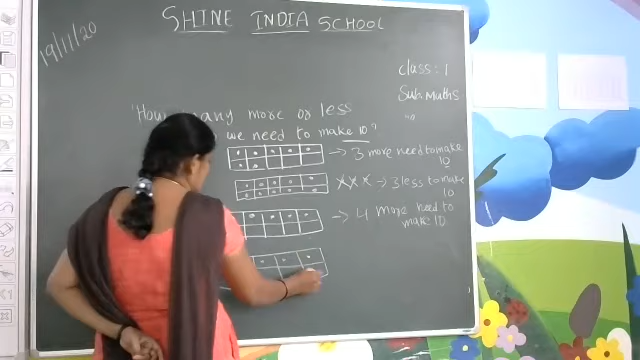 SHINE INDIA SCHOOL
19/11/20
class: 1
Sub: Maths
"How many more or less
we need to make 10"
→ 3 more need to make
10
xxx → 3 less to make
10
→ 4 more need to
make 10